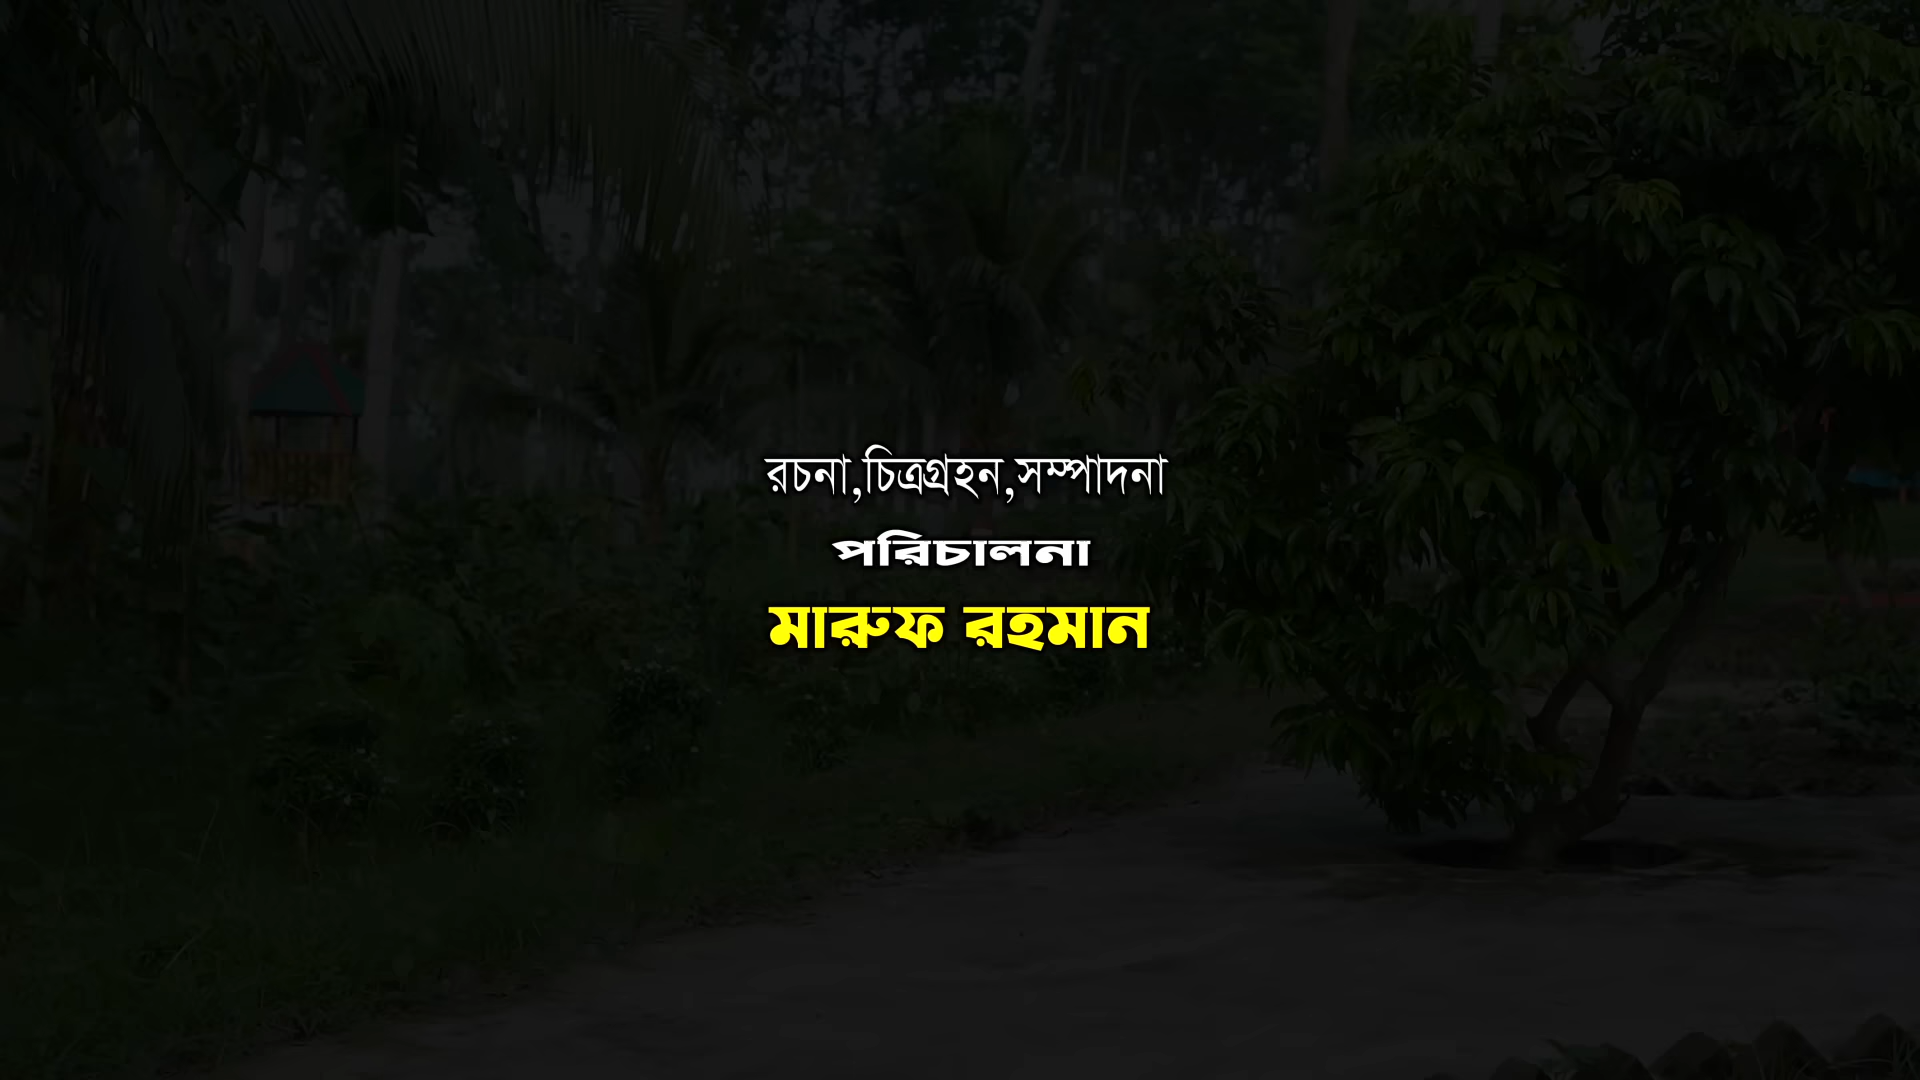 রচনা,চিত্রগ্রহন,সম্পাদনা
পরিচালনা
মারুফ রহমান